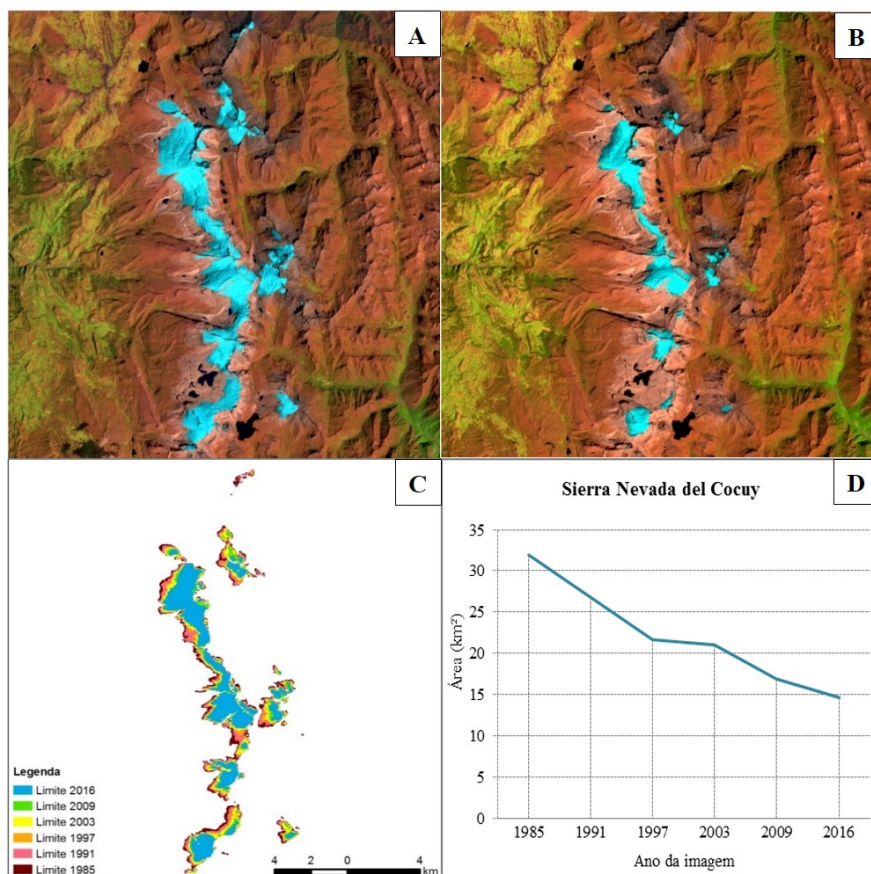 A
B
C
Legenda
Limite 2016
Limite 2009
Limite 2003
Limite 1997
Limite 1991
Limite 1985
4 2 0 4
km
D
Sierra Nevada del Cocuy
Área (km²)
35
30
25
20
15
10
5
0
1985 1991 1997 2003 2009 2016
Ano da imagem